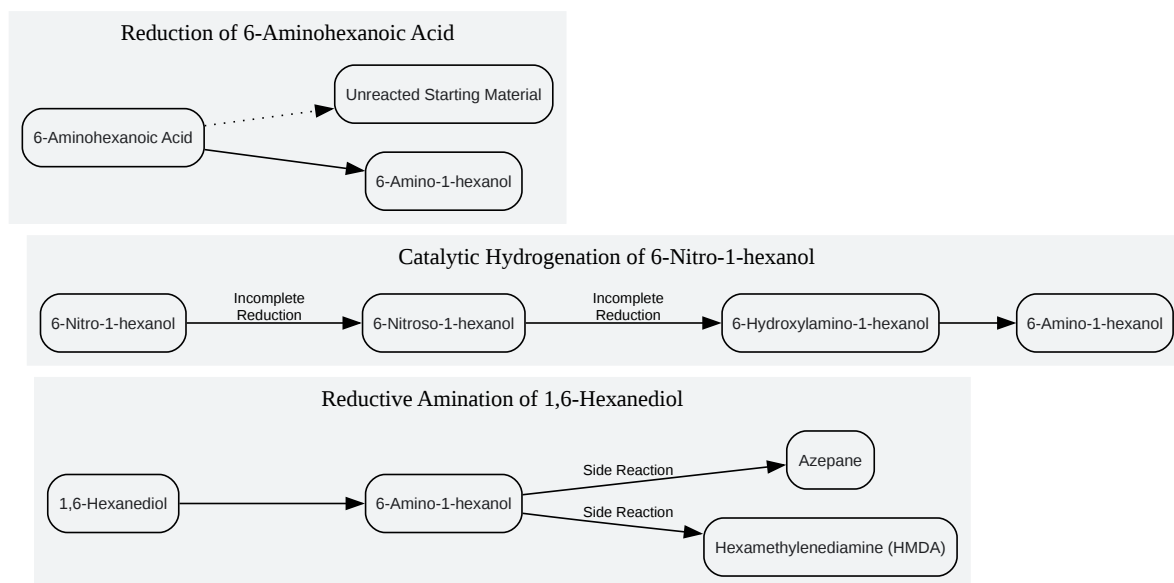 Reduction of 6-Aminohexanoic Acid
Unreacted Starting Material
6-Aminohexanoic Acid
6-Amino-1-hexanol
Catalytic Hydrogenation of 6-Nitro-1-hexanol
6-Nitro-1-hexanol
Incomplete
Reduction
6-Nitroso-1-hexanol
Incomplete
Reduction
6-Hydroxylamino-1-hexanol
6-Amino-1-hexanol
Reductive Amination of 1,6-Hexanediol
1,6-Hexanediol
6-Amino-1-hexanol
Side Reaction
Azepane
Side Reaction
Hexamethylenediamine (HMDA)